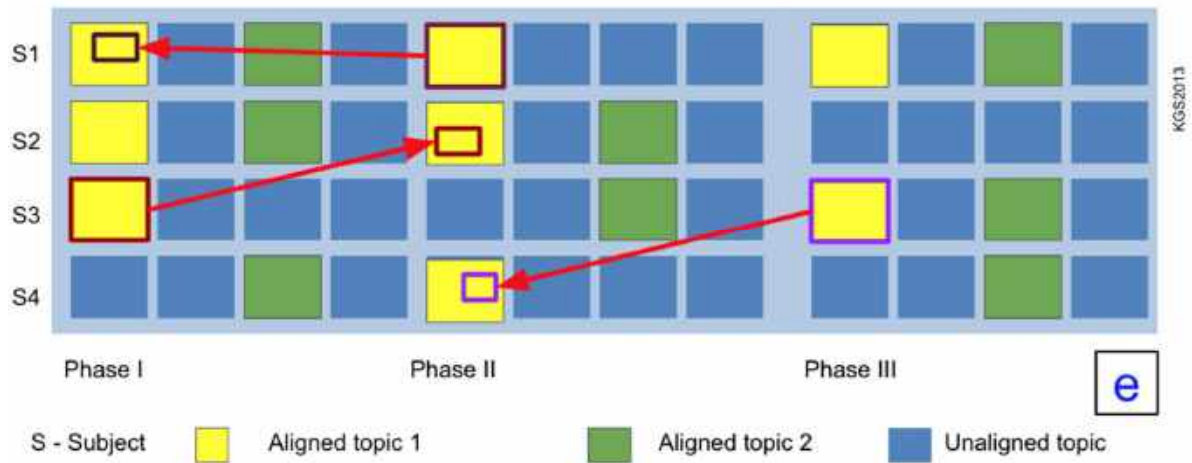 S1
S2
S3
S4
KGS2013
Phase I
Phase II
Phase III
e
S - Subject
Aligned topic 1
Aligned topic 2
Unaligned topic